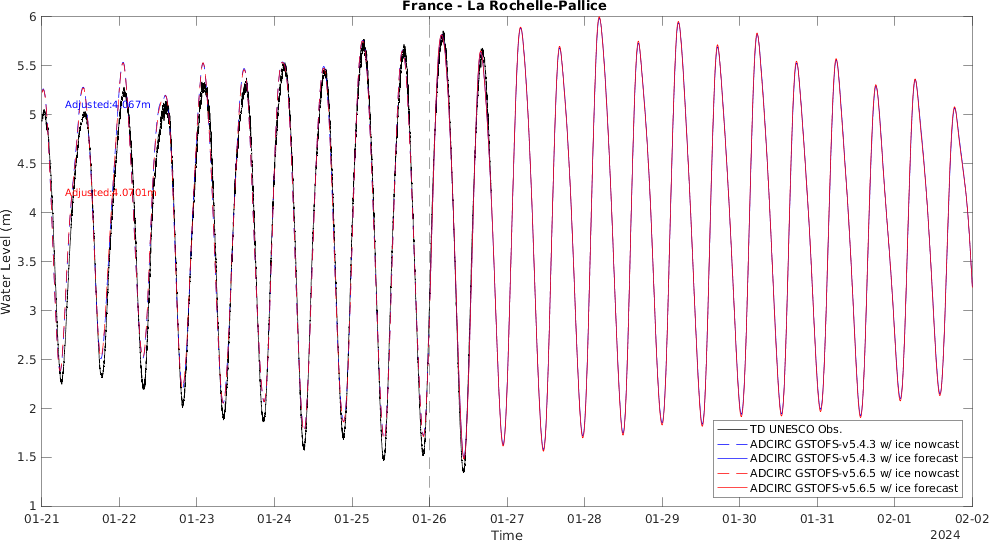 France - La Rochelle-Pallice
6
5.5
5
4.5
4
3.5
3
2.5
2
1.5
1
Water Level (m)
Adjusted:4.067m
Adjusted:4.0701m
TD UNESCO Obs.
ADCIRC GSTOFS-v5.4.3 w/ ice nowcast
ADCIRC GSTOFS-v5.4.3 w/ ice forecast
ADCIRC GSTOFS-v5.6.5 w/ ice nowcast
ADCIRC GSTOFS-v5.6.5 w/ ice forecast
01-21 01-22 01-23 01-24 01-25 01-26 01-27 01-28 01-29 01-30 01-31 02-01 02-02
Time
2024